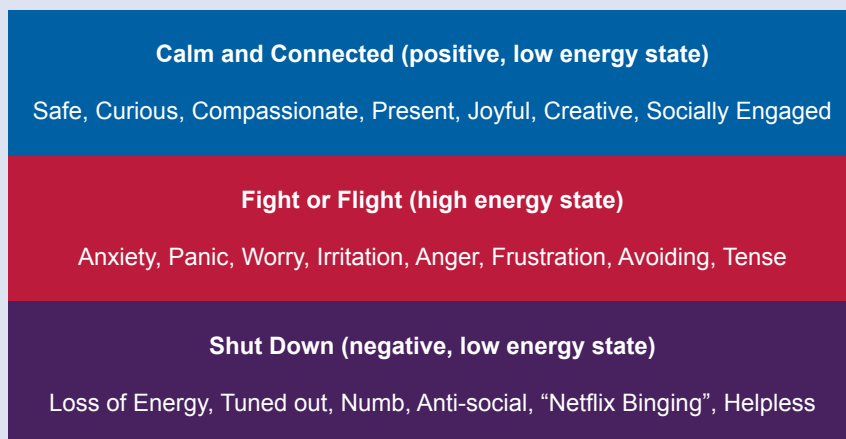 Calm and Connected (positive, low energy state)
Safe, Curious, Compassionate, Present, Joyful, Creative, Socially Engaged
Fight or Flight (high energy state)
Anxiety, Panic, Worry, Irritation, Anger, Frustration, Avoiding, Tense
Shut Down (negative, low energy state)
Loss of Energy, Tuned out, Numb, Anti-social, “Netflix Binging”, Helpless